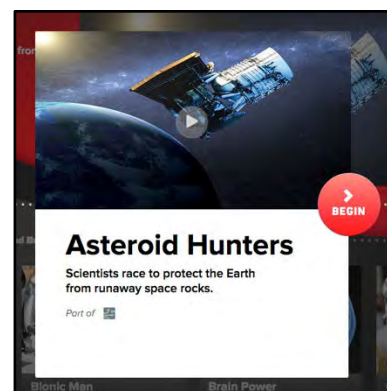 from
BEGIN
Asteroid Hunters
Scientists race to protect the Earth
from runaway space rocks.
Part of
Bionic Man
Brain Power